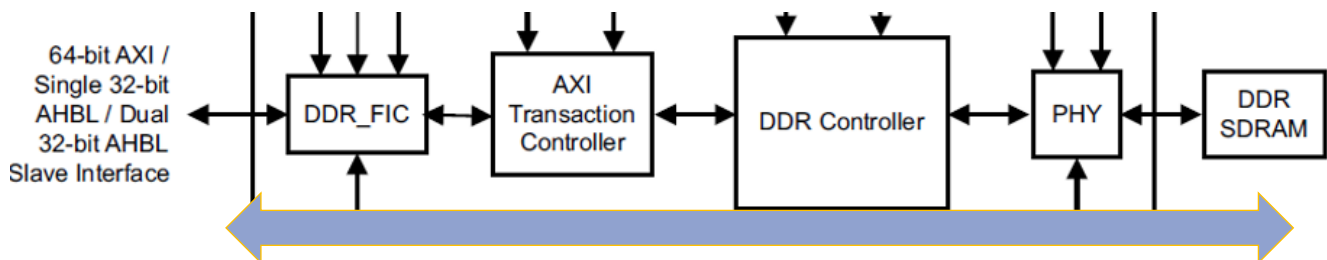 64-bit AXI /
Single 32-bit
AHBL / Dual
32-bit AHBL
Slave Interface
DDR_FIC
AXI
Transaction
Controller
DDR Controller
PHY
DDR
SDRAM